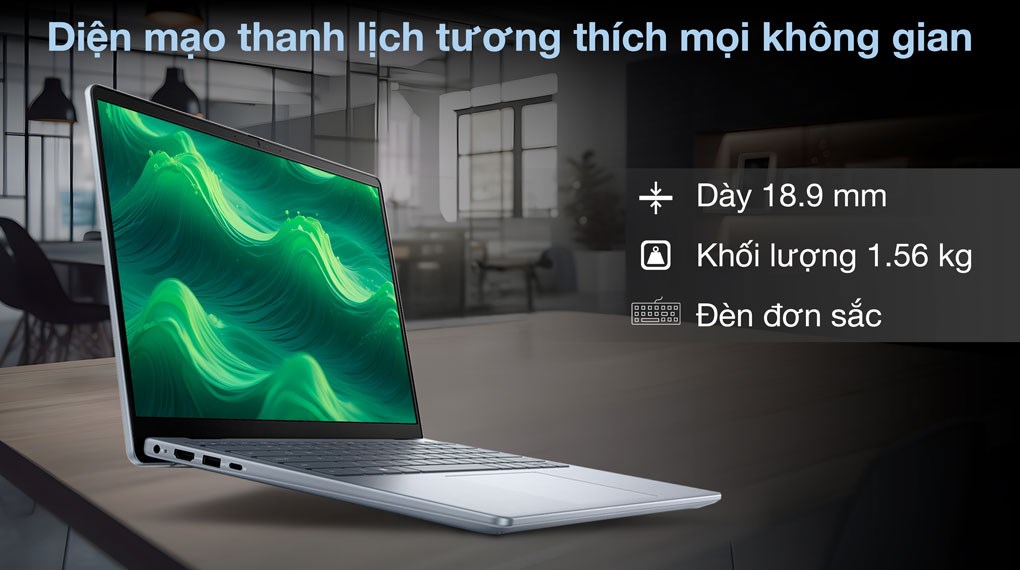 Diện mạo thanh lịch tương thích mọi không gian
Dày 18.9 mm
Khối lượng 1.56 kg
Đèn đơn sắc